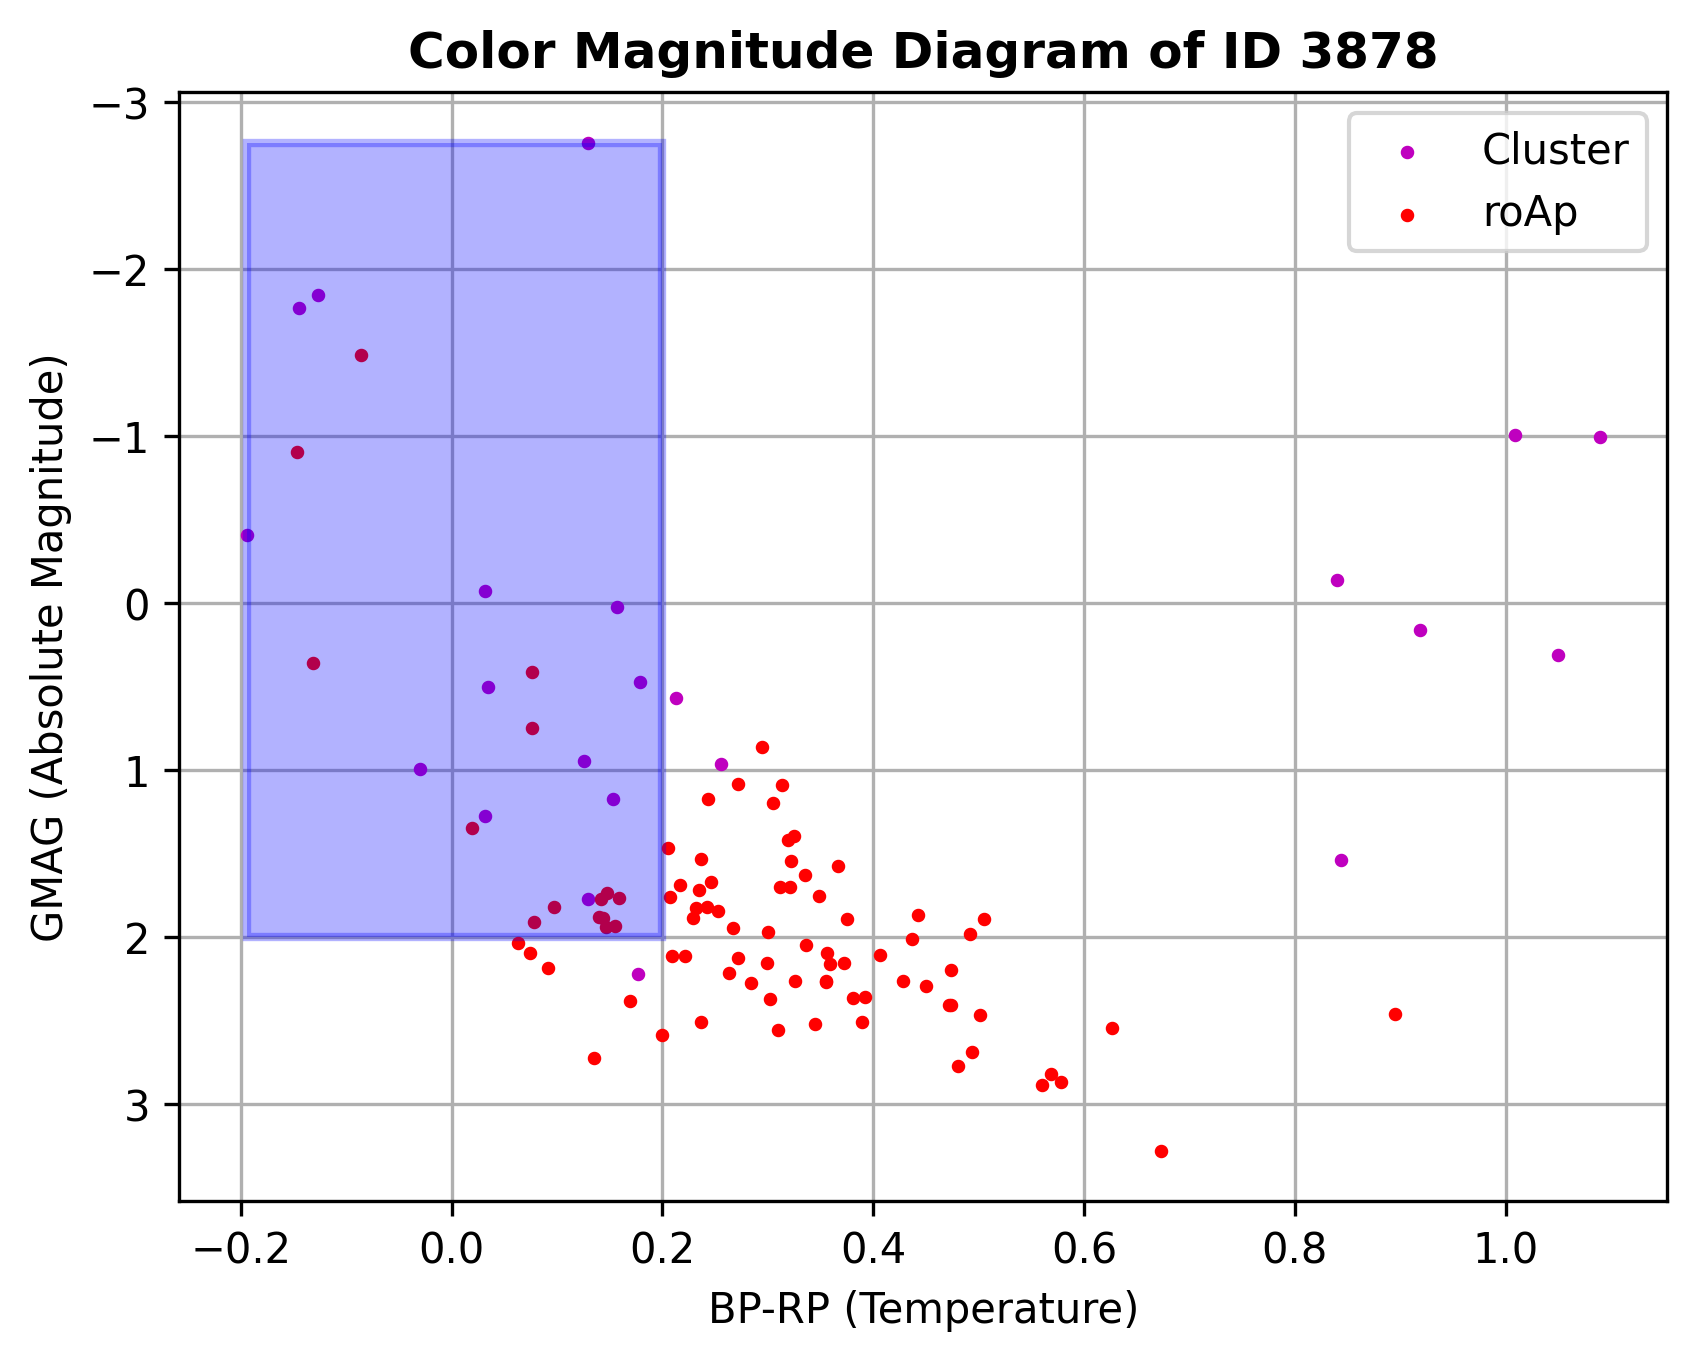 Color Magnitude Diagram of ID 3878
Cluster
roAp
GMAG (Absolute Magnitude)
−3
−2
−1
0
1
2
3
−0.2
0.0
0.2
0.4
0.6
0.8
1.0
BP-RP (Temperature)